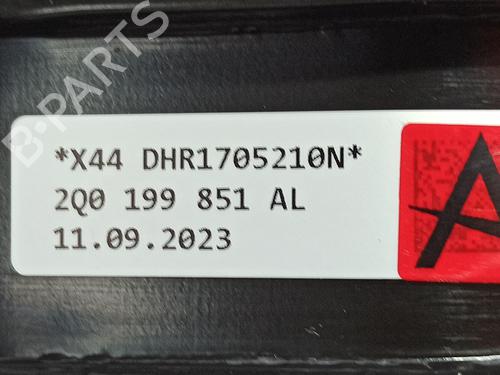 B-PARTS
*X44 DHR1705210N*
2Q0 199 851 AL
11.09.2023
A